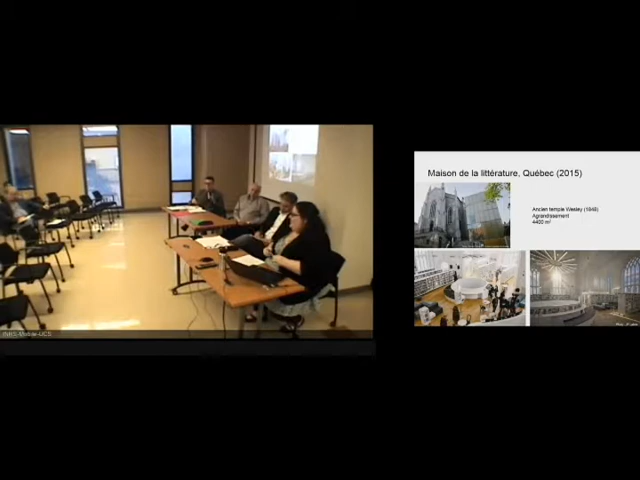 Maison de la littérature, Québec (2015)
Ancien temple Wesley (1848)
Agrandissement
4400 m²